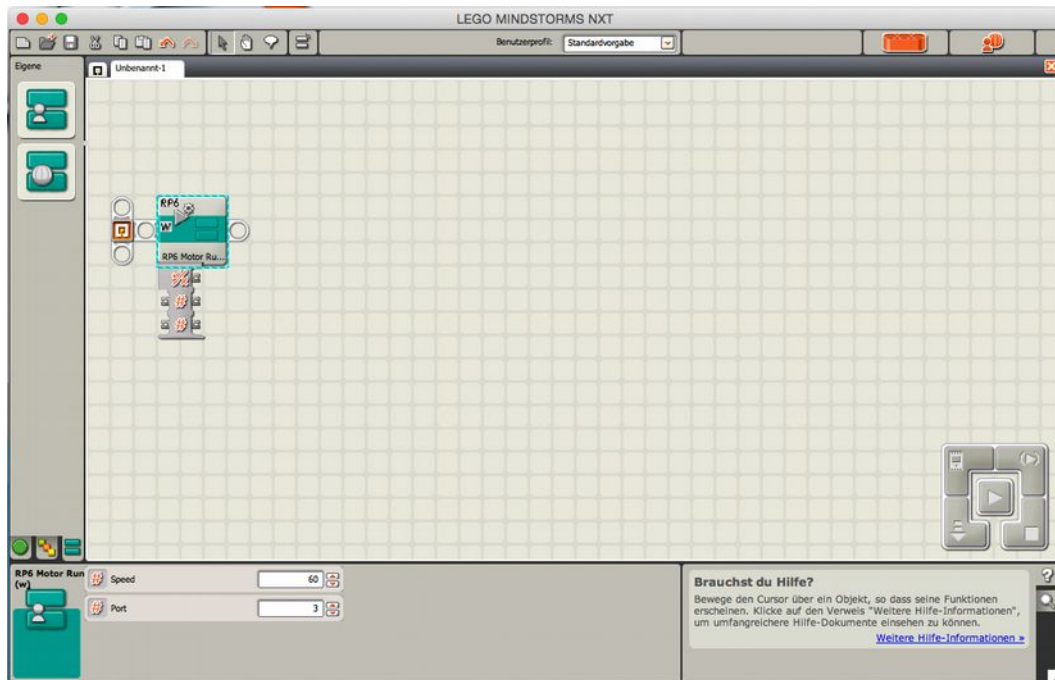 LEGO MINDSTORMS NXT
Benutzerprofil: Standardvorgabe
Eigene
Unbenannt-1
RP6
W
RP6 Motor Ru...
RP6 Motor Run
(w)
Speed 60
Port 3
Brauchst du Hilfe?
Bewege den Cursor über ein Objekt, so dass seine Funktionen
erscheinen. Klicke auf den Verweis "Weitere Hilfe-Informationen",
um umfangreichere Hilfe-Dokumente einsehen zu können.
Weitere Hilfe-Informationen »